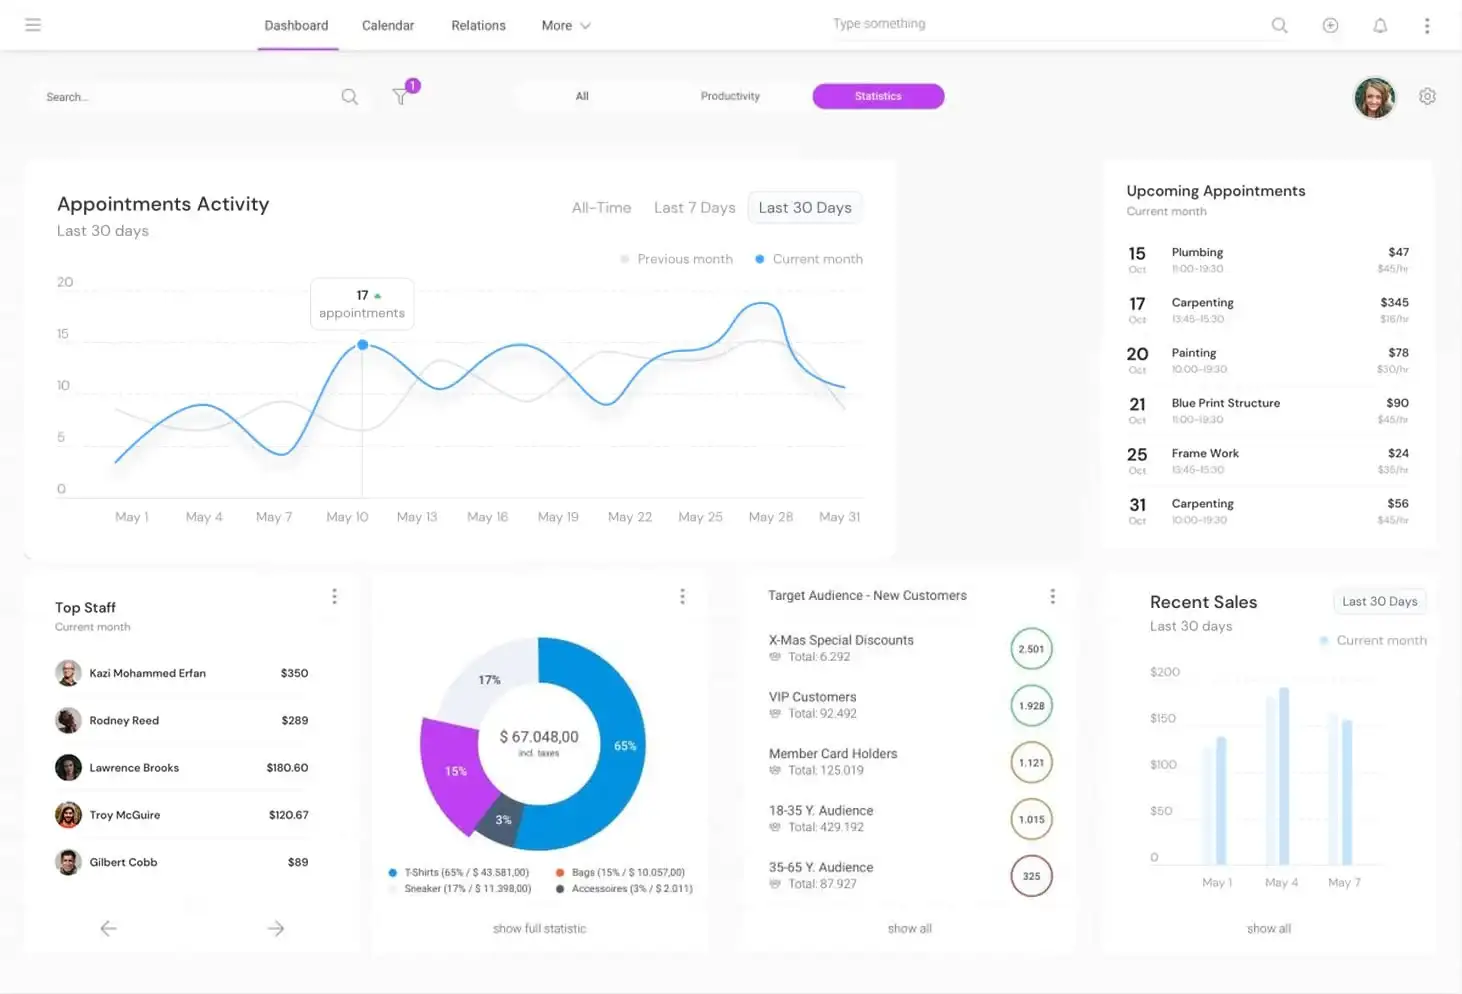 Dashboard Calendar Relations More Type something
Search... 1 All Productivity Statistics
Appointments Activity
Last 30 days
All-Time Last 7 Days Last 30 Days
Previous month Current month
20
15
10
5
0
17
appointments
May 1 May 4 May 7 May 10 May 13 May 16 May 19 May 22 May 25 May 28 May 31
Upcoming Appointments
Current month
15 Plumbing $47
Oct 11:00-19:30 $45/hr
17 Carpenting $345
Oct 13:45-15:30 $16/hr
20 Painting $78
Oct 10:00-19:30 $30/hr
21 Blue Print Structure $90
Oct 11:00-19:30 $45/hr
25 Frame Work $24
Oct 13:45-15:30 $35/hr
31 Carpenting $56
Oct 10:00-19:30 $45/hr
Top Staff
Current month
Kazi Mohammed Erfan $350
Rodney Reed $289
Lawrence Brooks $180.60
Troy McGuire $120.67
Gilbert Cobb $89
17%
65%
15%
3%
$ 67.048,00
incl. taxes
T-Shirts (65% / $ 43.581,00) Bags (15% / $ 10.057,00)
Sneaker (17% / $ 11.398,00) Accessoires (3% / $ 2.011)
show full statistic
Target Audience - New Customers
X-Mas Special Discounts
Total: 6.292 2.501
VIP Customers
Total: 92.492 1.928
Member Card Holders
Total: 125.019 1.121
18-35 Y. Audience
Total: 429.192 1.015
35-65 Y. Audience
Total: 87.927 325
show all
Recent Sales Last 30 Days
Last 30 days
Current month
$200
$150
$100
$50
0
May 1 May 4 May 7
show all